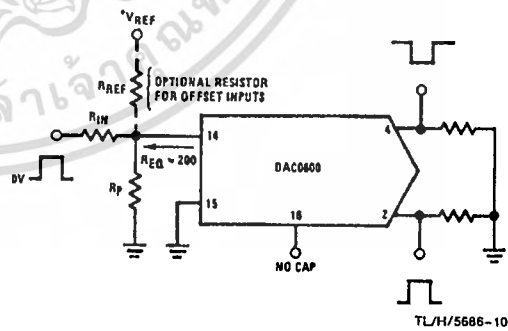 +VREF
RREF
OPTIONAL RESISTOR
FOR OFFSET INPUTS
RIN
REQ ≈ 200
0V
RP
14
15
16
DAC0800
4
2
NO CAP
TL/H/5686-10